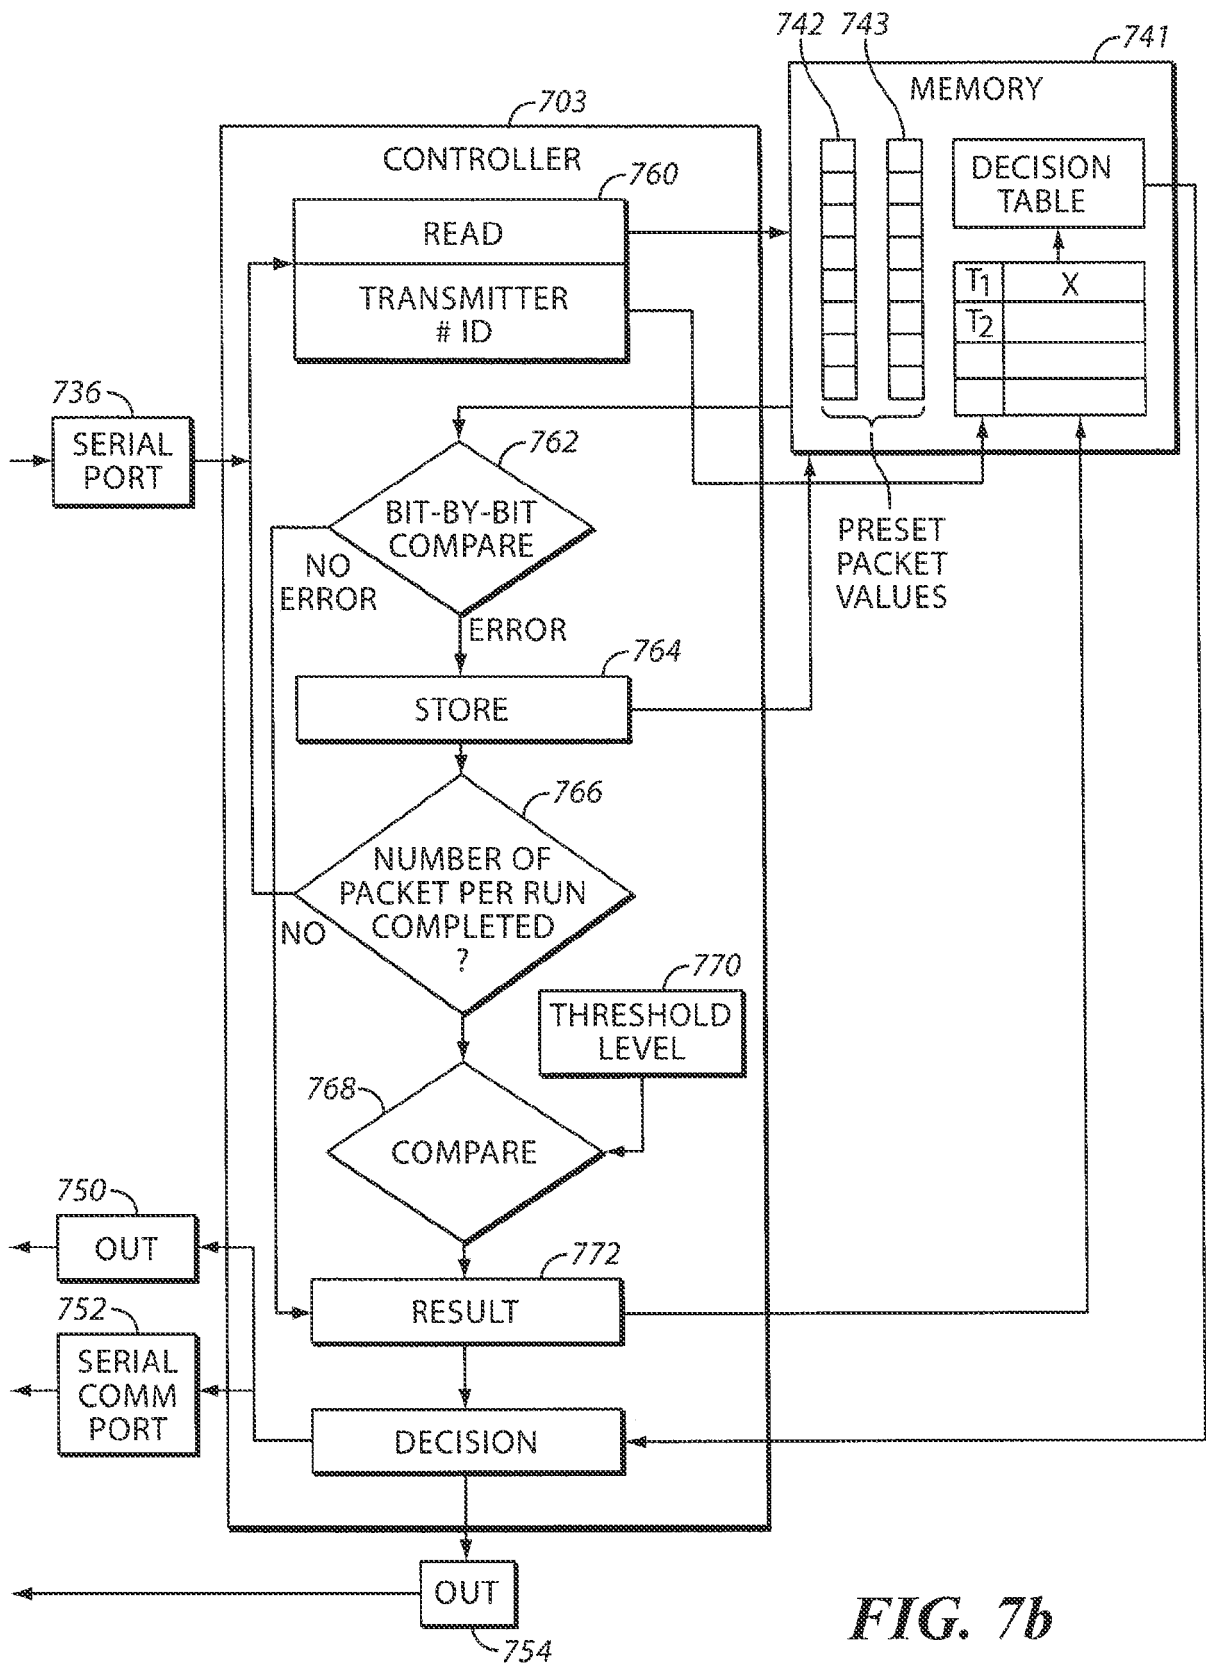 742 743
741
MEMORY
703
CONTROLLER
760
READ
TRANSMITTER
# ID
DECISION
TABLE
T1 X
T2
736
SERIAL
PORT
762
BIT-BY-BIT
COMPARE
NO
ERROR
ERROR
PRESET
PACKET
VALUES
764
STORE
766
NUMBER OF
PACKET PER RUN
COMPLETED
?
NO
770
THRESHOLD
LEVEL
768
COMPARE
750
OUT
772
RESULT
752
SERIAL
COMM
PORT
DECISION
OUT
754
FIG. 7b